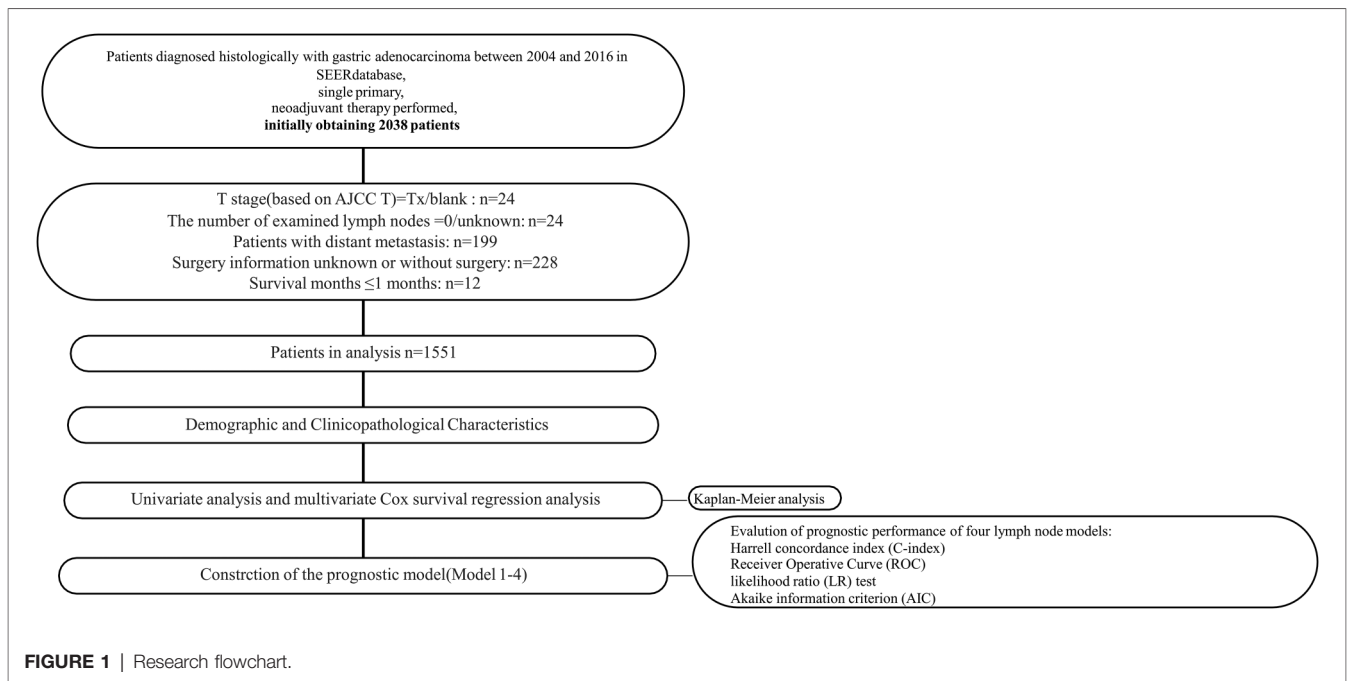 Patients diagnosed histologically with gastric adenocarcinoma between 2004 and 2016 in
SEERdatabase,
single primary,
neoadjuvant therapy performed,
initially obtaining 2038 patients
T stage(based on AJCC T)=Tx/blank : n=24
The number of examined lymph nodes =0/unknown: n=24
Patients with distant metastasis: n=199
Surgery information unknown or without surgery: n=228
Survival months ≤1 months: n=12
Patients in analysis n=1551
Demographic and Clinicopathological Characteristics
Univariate analysis and multivariate Cox survival regression analysis
Kaplan-Meier analysis
Constrction of the prognostic model(Model 1-4)
Evalution of prognostic performance of four lymph node models:
Harrell concordance index (C-index)
Receiver Operative Curve (ROC)
likelihood ratio (LR) test
Akaike information criterion (AIC)
FIGURE 1 | Research flowchart.